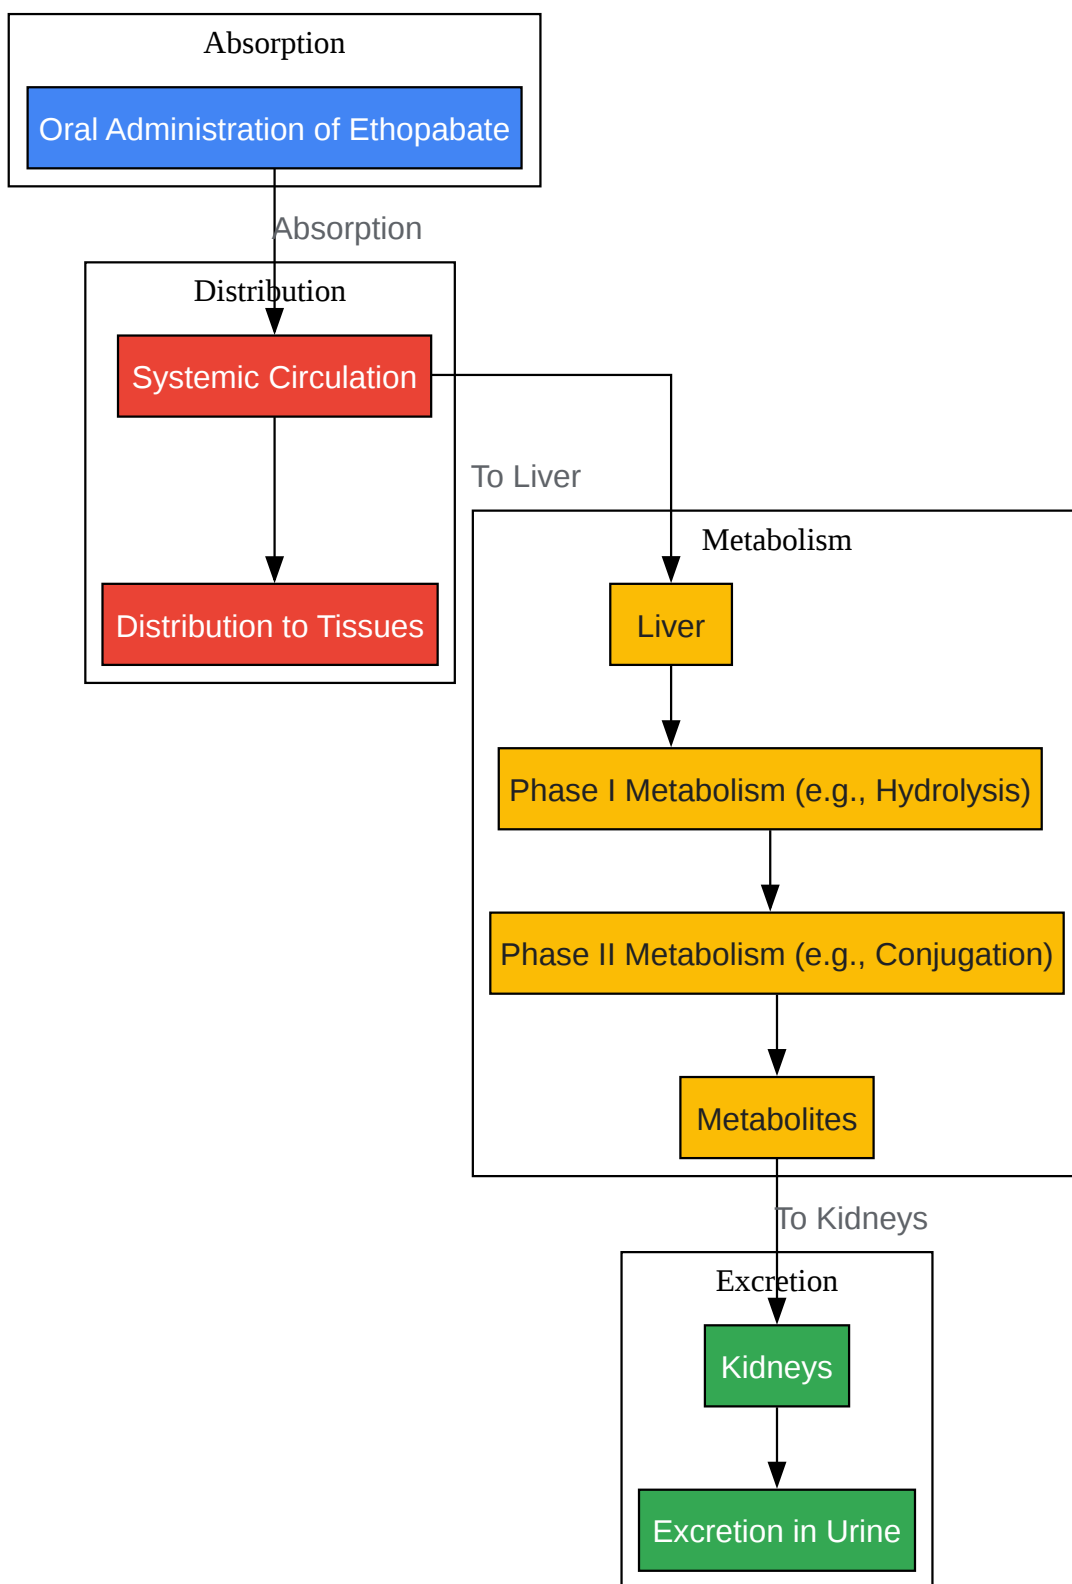 Absorption
Oral Administration of Ethopabate
Absorption
Distribution
Systemic Circulation
To Liver
Metabolism
Liver
Distribution to Tissues
Phase I Metabolism (e.g., Hydrolysis)
Phase II Metabolism (e.g., Conjugation)
Metabolites
To Kidneys
Excretion
Kidneys
Excretion in Urine